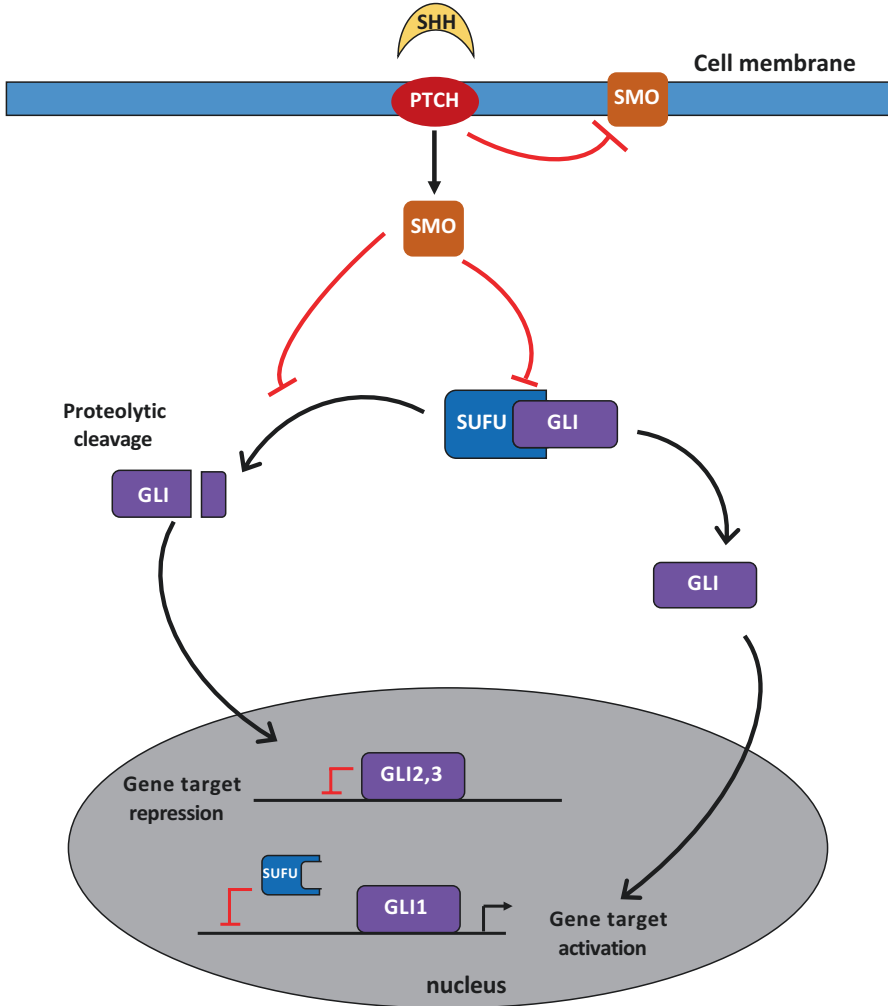 SHH
Cell membrane
PTCH
SMO
SMO
Proteolytic
cleavage
SUFU
GLI
GLI
GLI
GLI2,3
Gene target
repression
SUFU
GLI1
Gene target
activation
nucleus